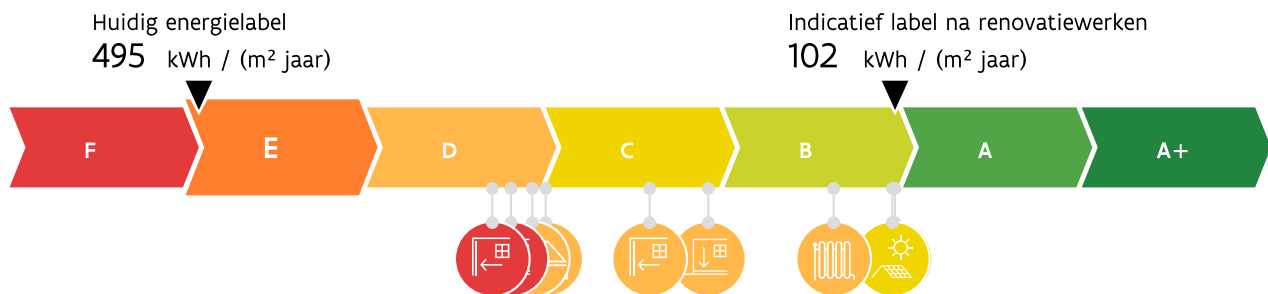 Huidig energielabel
495 kWh / (m² jaar)
Indicatief label na renovatiewerken
102 kWh / (m² jaar)
F E D C B A A+